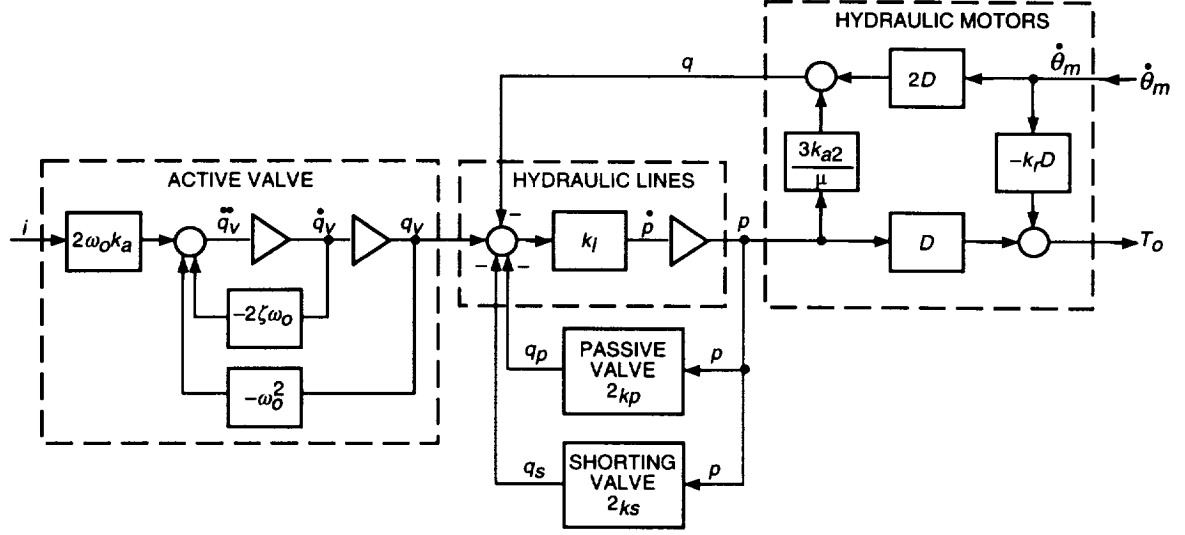 HYDRAULIC MOTORS
q
2D
θ̇m
θ̇m
3ka2
μ
−krD
ACTIVE VALVE
HYDRAULIC LINES
i
2ωoka
q̈v
q̇v
qv
−
kl
ṗ
p
D
To
−
−
−2ζωo
−ωo²
qp
PASSIVE
VALVE
2kp
p
qs
SHORTING
VALVE
2ks
p